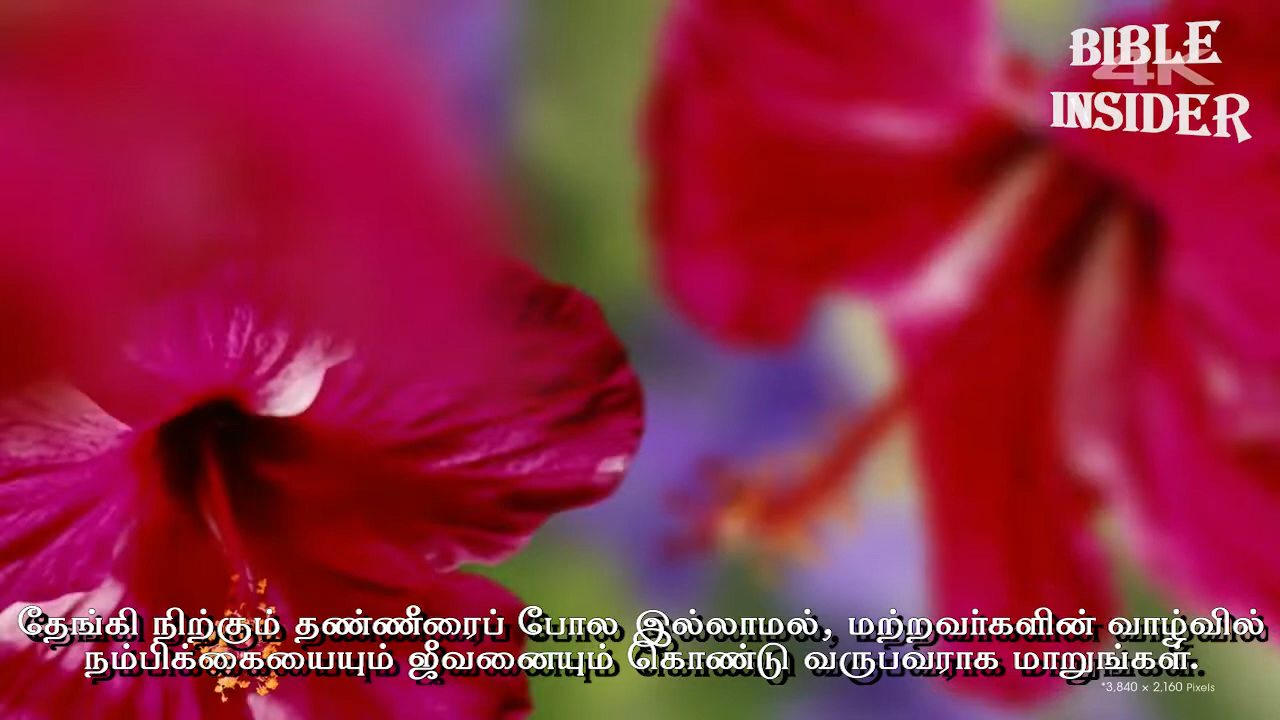 BIBLE
4K
INSIDER
தேங்கி நிற்கும் தண்ணீரைப் போல இல்லாமல், மற்றவர்களின் வாழ்வில்
நம்பிக்கையையும் ஜீவனையும் கொண்டு வருபவராக மாறுங்கள்.
*3,840 × 2,160 Pixels